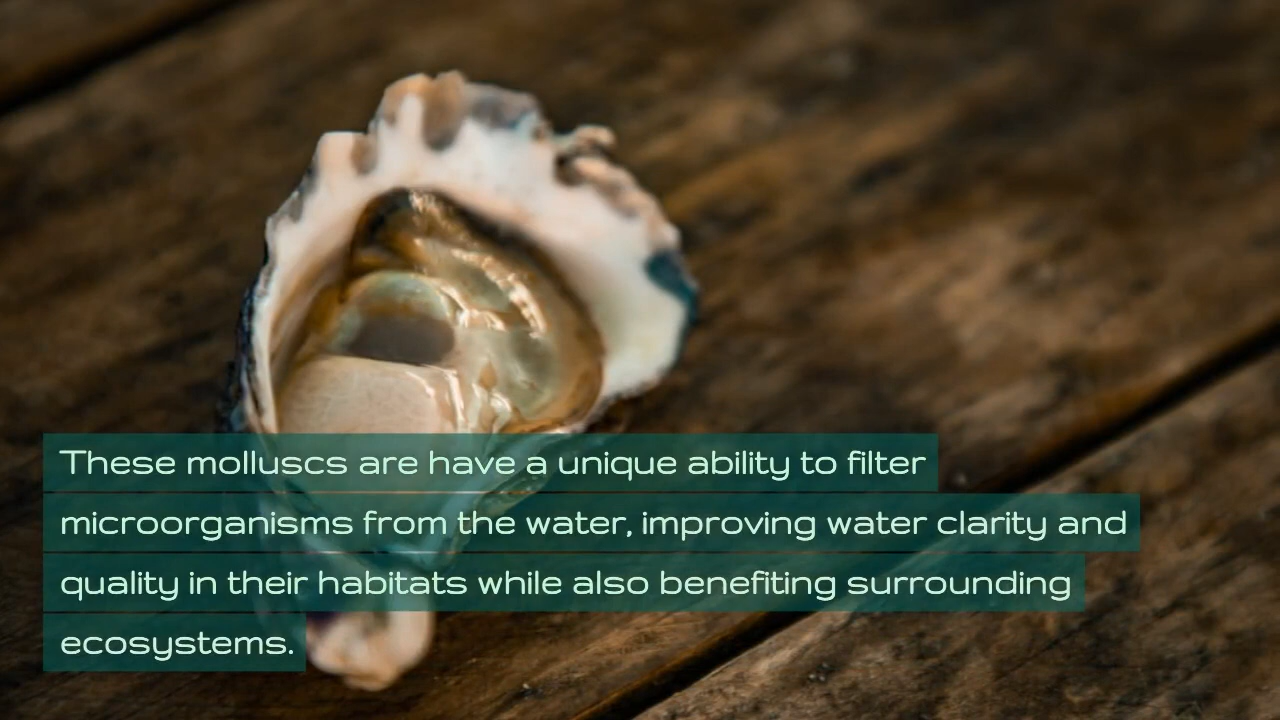 These molluscs are have a unique ability to filter
microorganisms from the water, improving water clarity and
quality in their habitats while also benefiting surrounding
ecosystems.